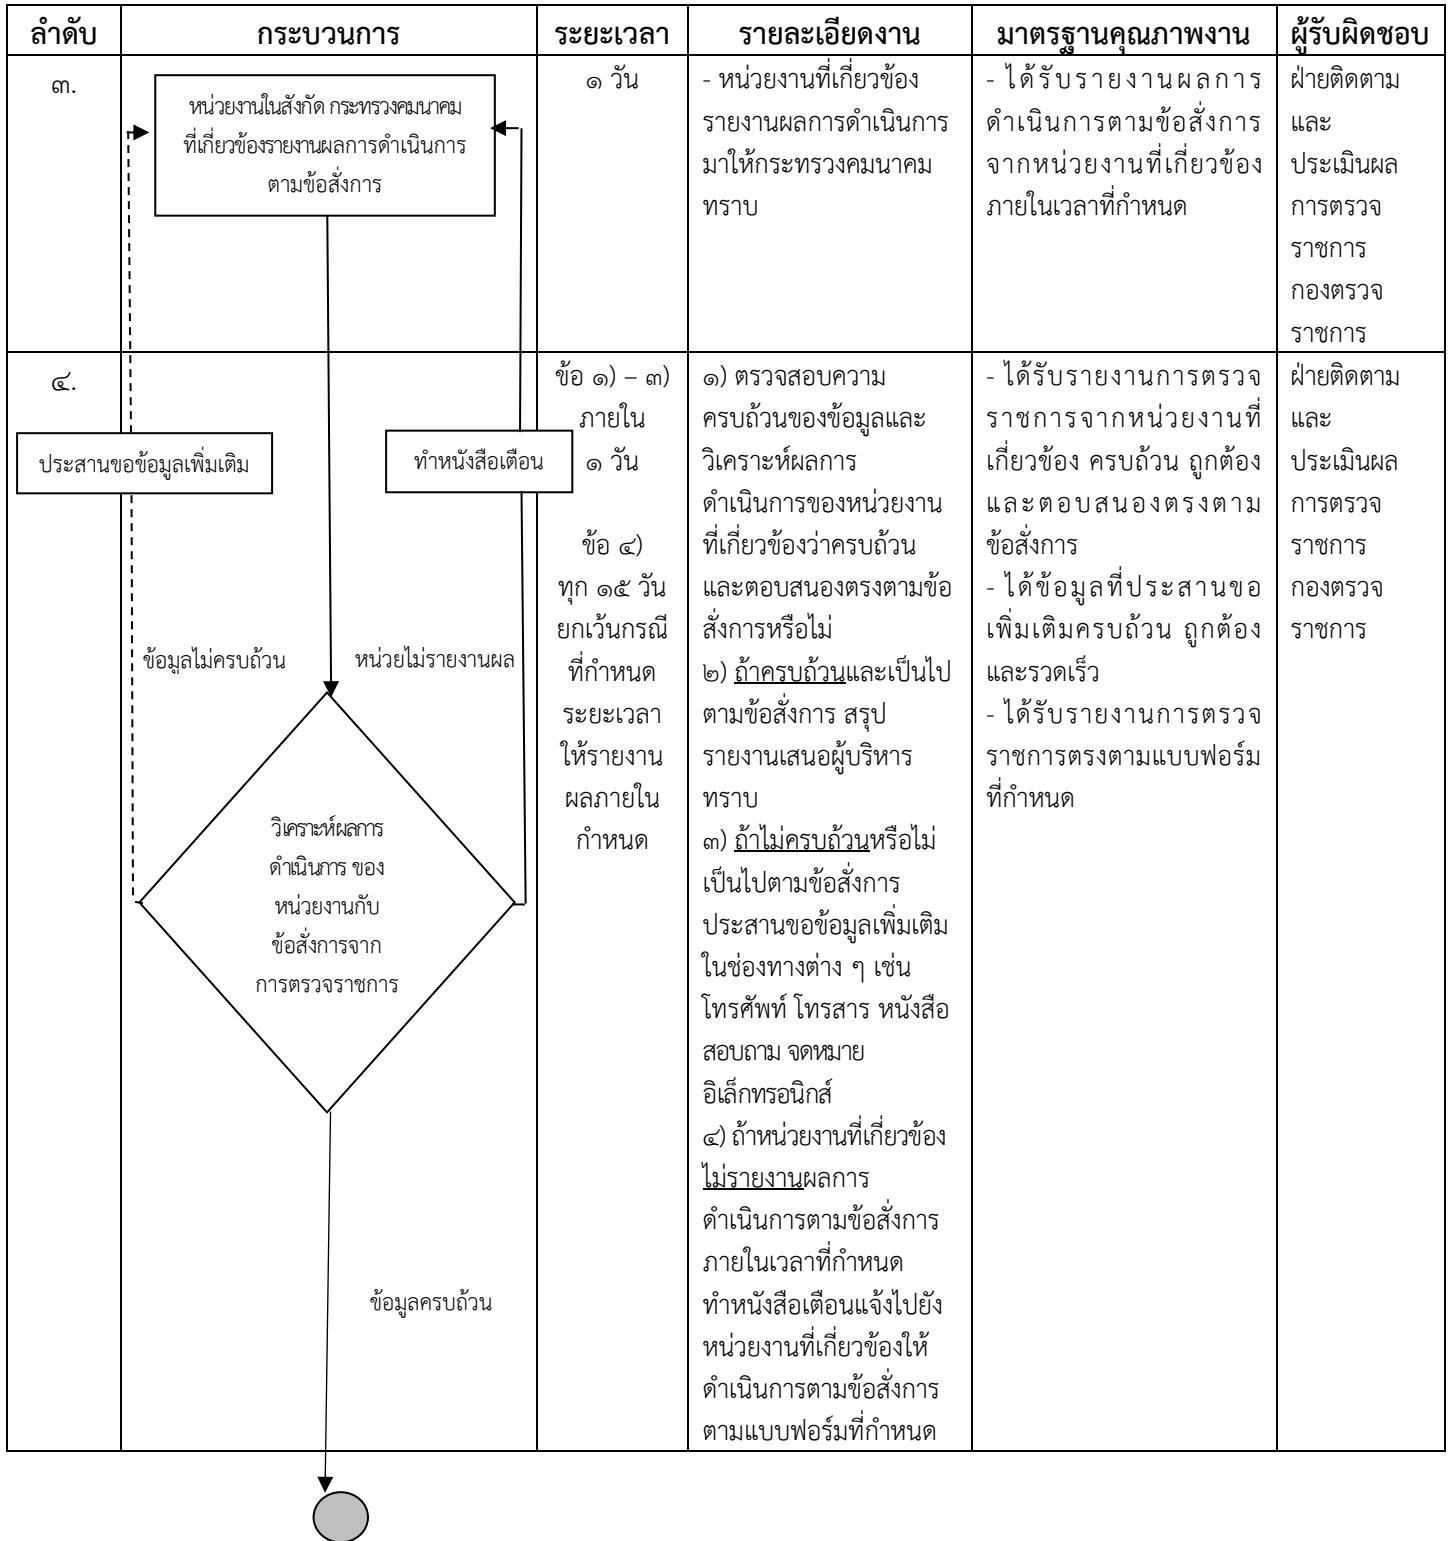 ลำดับ
กระบวนการ
ระยะเวลา
รายละเอียดงาน
มาตรฐานคุณภาพงาน
ผู้รับผิดชอบ
๓.
หน่วยงานในสังกัด กระทรวงคมนาคม
ที่เกี่ยวข้องรายงานผลการดำเนินการ
ตามข้อสั่งการ
๑ วัน
- หน่วยงานที่เกี่ยวข้อง
รายงานผลการดำเนินการ
มาให้กระทรวงคมนาคม
ทราบ
- ได้รับรายงานผลการ
ดำเนินการตามข้อสั่งการ
จากหน่วยงานที่เกี่ยวข้อง
ภายในเวลาที่กำหนด
ฝ่ายติดตาม
และ
ประเมินผล
การตรวจ
ราชการ
กองตรวจ
ราชการ
๔.
ประสานขอข้อมูลเพิ่มเติม
ทำหนังสือเตือน
ข้อมูลไม่ครบถ้วน
หน่วยไม่รายงานผล
วิเคราะห์ผลการ
ดำเนินการ ของ
หน่วยงานกับ
ข้อสั่งการจาก
การตรวจราชการ
ข้อมูลครบถ้วน
ข้อ ๑) – ๓)
ภายใน
๑ วัน
ข้อ ๔)
ทุก ๑๕ วัน
ยกเว้นกรณี
ที่กำหนด
ระยะเวลา
ให้รายงาน
ผลภายใน
กำหนด
๑) ตรวจสอบความ
ครบถ้วนของข้อมูลและ
วิเคราะห์ผลการ
ดำเนินการของหน่วยงาน
ที่เกี่ยวข้องว่าครบถ้วน
และตอบสนองตรงตามข้อ
สั่งการหรือไม่
๒) ถ้าครบถ้วนและเป็นไป
ตามข้อสั่งการ สรุป
รายงานเสนอผู้บริหาร
ทราบ
๓) ถ้าไม่ครบถ้วนหรือไม่
เป็นไปตามข้อสั่งการ
ประสานขอข้อมูลเพิ่มเติม
ในช่องทางต่าง ๆ เช่น
โทรศัพท์ โทรสาร หนังสือ
สอบถาม จดหมาย
อิเล็กทรอนิกส์
๔) ถ้าหน่วยงานที่เกี่ยวข้อง
ไม่รายงานผลการ
ดำเนินการตามข้อสั่งการ
ภายในเวลาที่กำหนด
ทำหนังสือเตือนแจ้งไปยัง
หน่วยงานที่เกี่ยวข้องให้
ดำเนินการตามข้อสั่งการ
ตามแบบฟอร์มที่กำหนด
- ได้รับรายงานการตรวจ
ราชการจากหน่วยงานที่
เกี่ยวข้อง ครบถ้วน ถูกต้อง
และตอบสนองตรงตาม
ข้อสั่งการ
- ได้ข้อมูลที่ประสานขอ
เพิ่มเติมครบถ้วน ถูกต้อง
และรวดเร็ว
- ได้รับรายงานการตรวจ
ราชการตรงตามแบบฟอร์ม
ที่กำหนด
ฝ่ายติดตาม
และ
ประเมินผล
การตรวจ
ราชการ
กองตรวจ
ราชการ